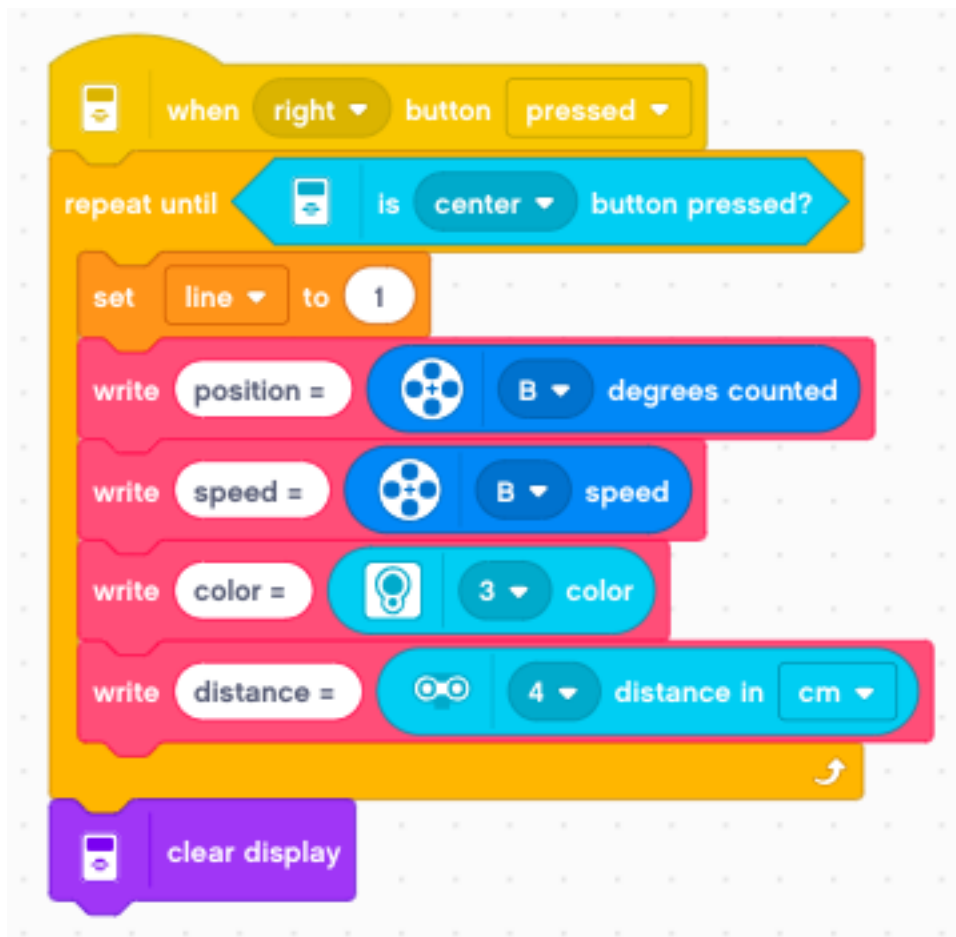 when right button pressed
repeat until is center button pressed?
set line to 1
write position = B degrees counted
write speed = B speed
write color = 3 color
write distance = 4 distance in cm
clear display